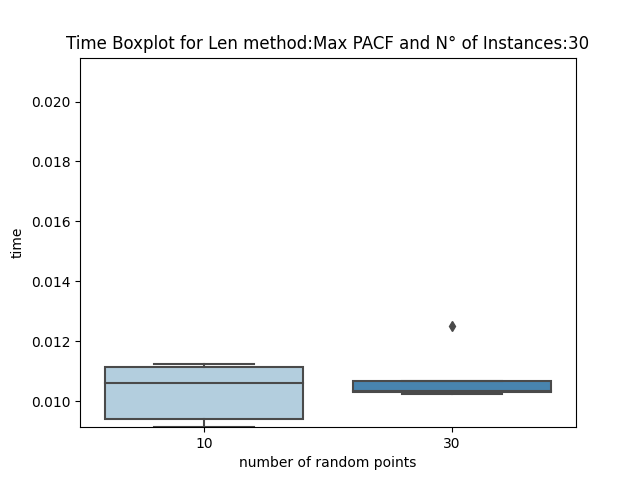 Time Boxplot for Len method:Max PACF and N° of Instances:30
0.020
0.018
0.016
0.014
0.012
0.010
time
10
30
number of random points